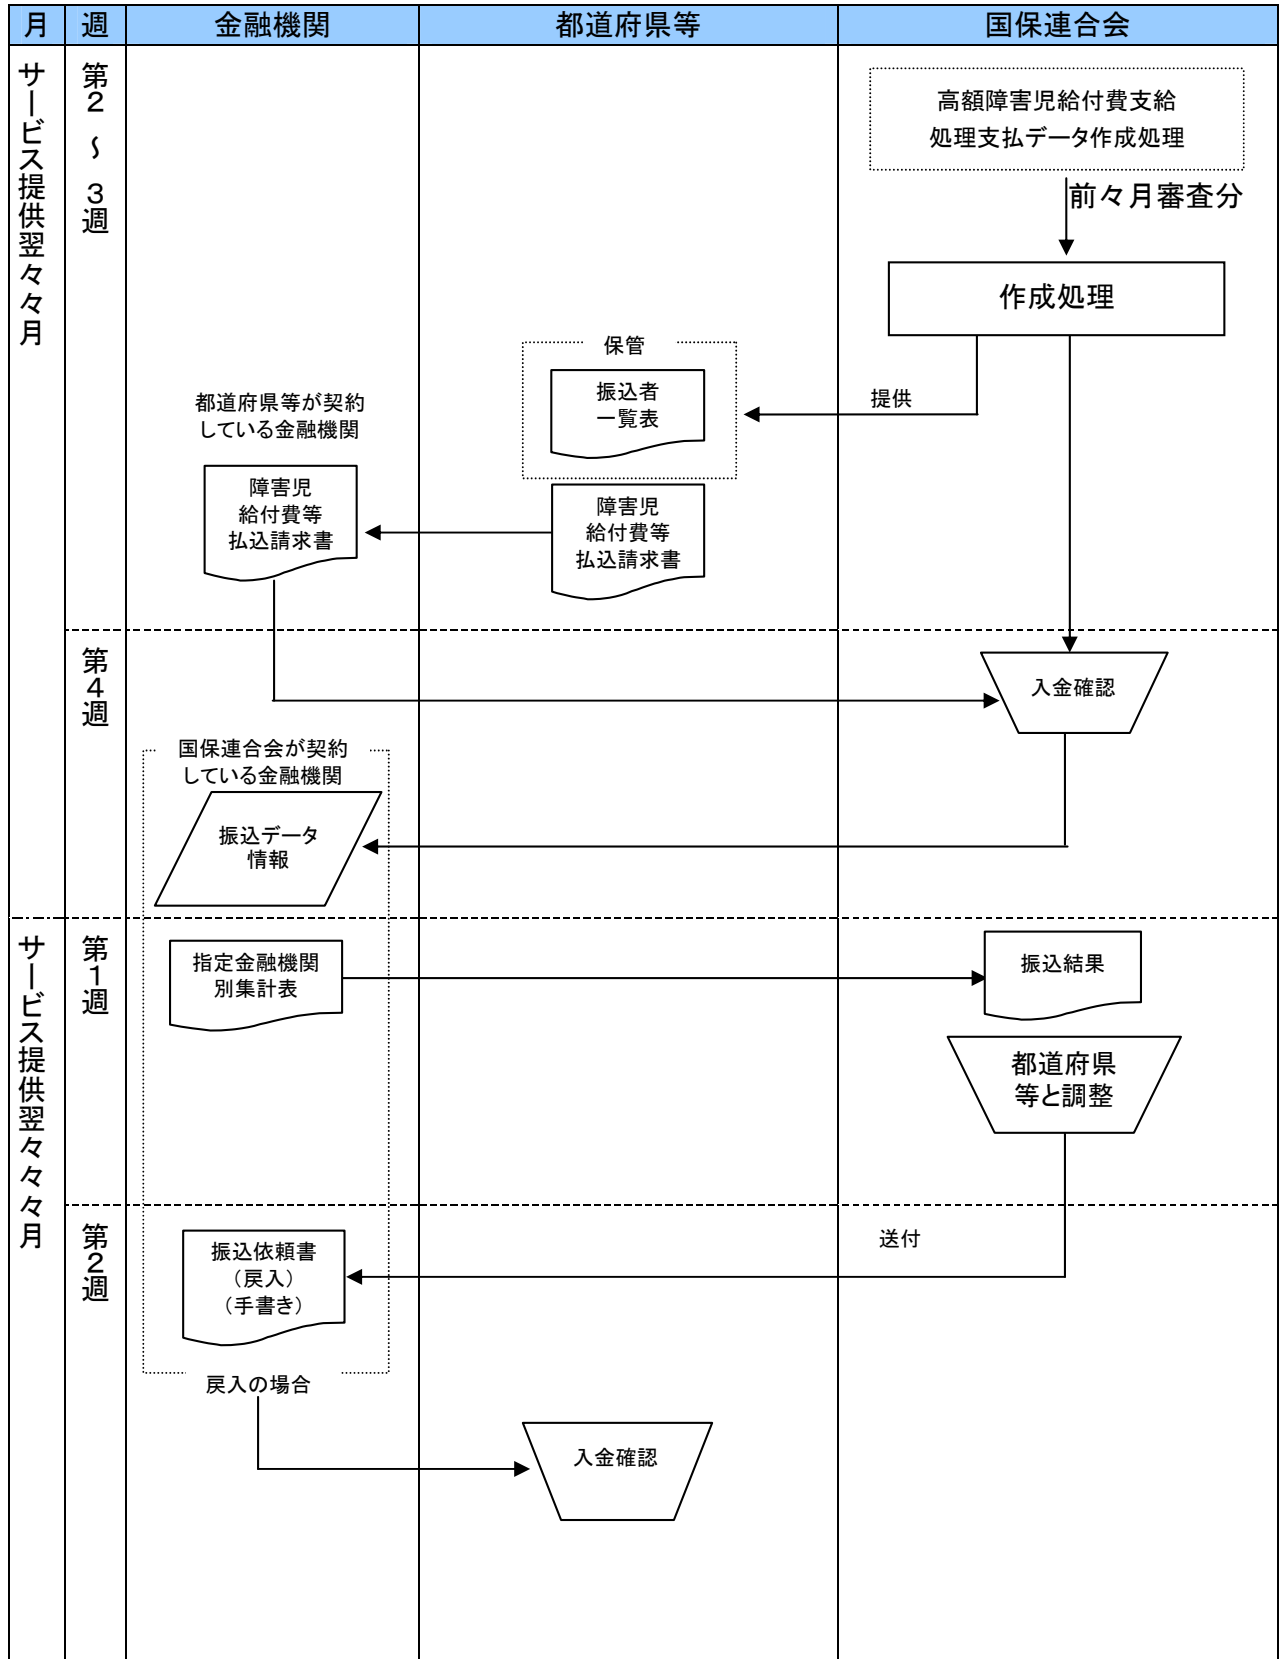 月 週 金融機関 都道府県等 国保連合会
サービス提供翌々々月
第2～3週
高額障害児給付費支給
処理支払データ作成処理
前々月審査分
作成処理
保管
振込者
一覧表
提供
都道府県等が契約
している金融機関
障害児
給付費等
払込請求書
障害児
給付費等
払込請求書
第4週
入金確認
国保連合会が契約
している金融機関
振込データ
情報
サービス提供翌々々々月
第1週
指定金融機関
別集計表
振込結果
都道府県
等と調整
第2週
送付
振込依頼書
（戻入）
（手書き）
戻入の場合
入金確認